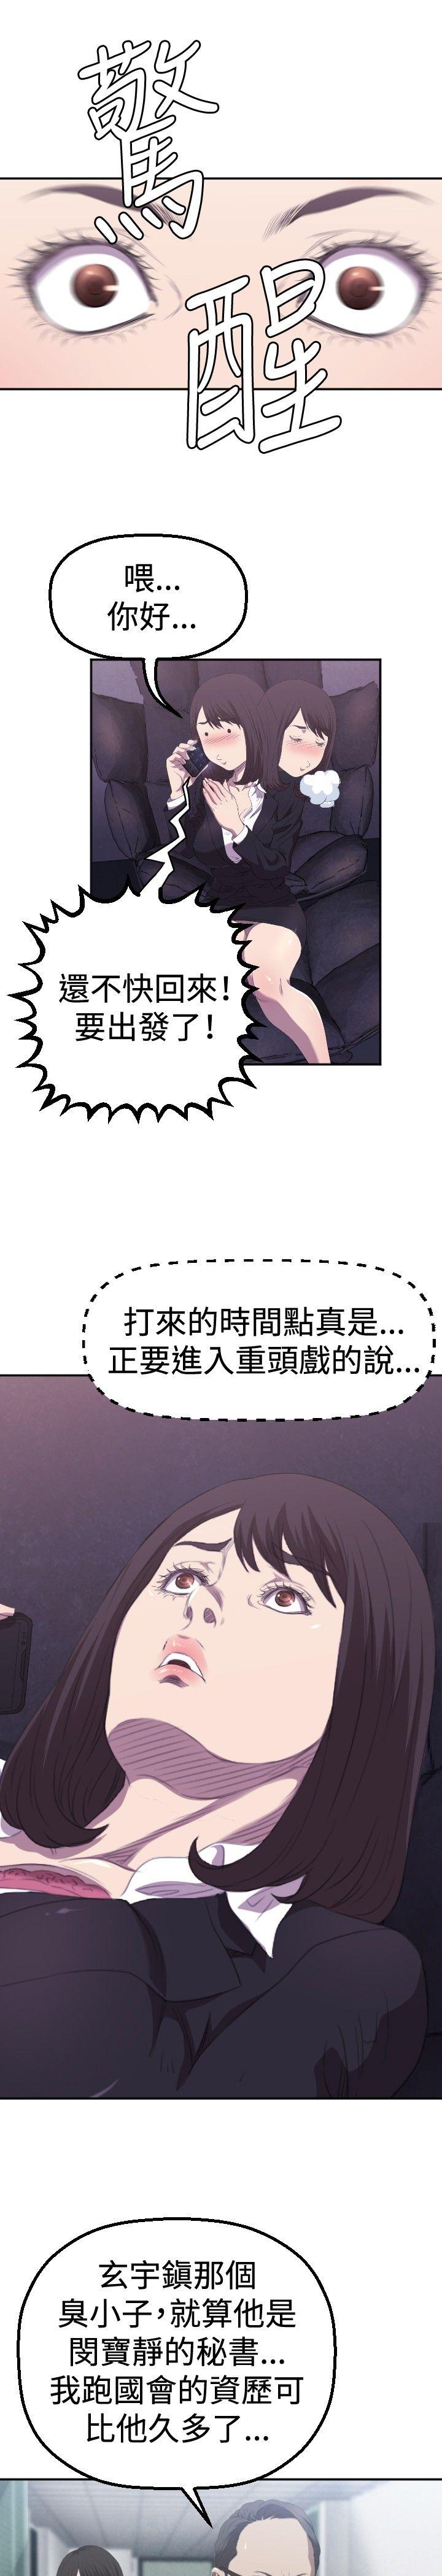 驚
醒
喂...
你好...
還不快回來！
要出發了！
打來的時間點真是...
正要進入重頭戲的說...
玄宇鎭那個
臭小子，就算他是
閔寶靜的秘書...
我跑國會的資歷可
比他久多了...